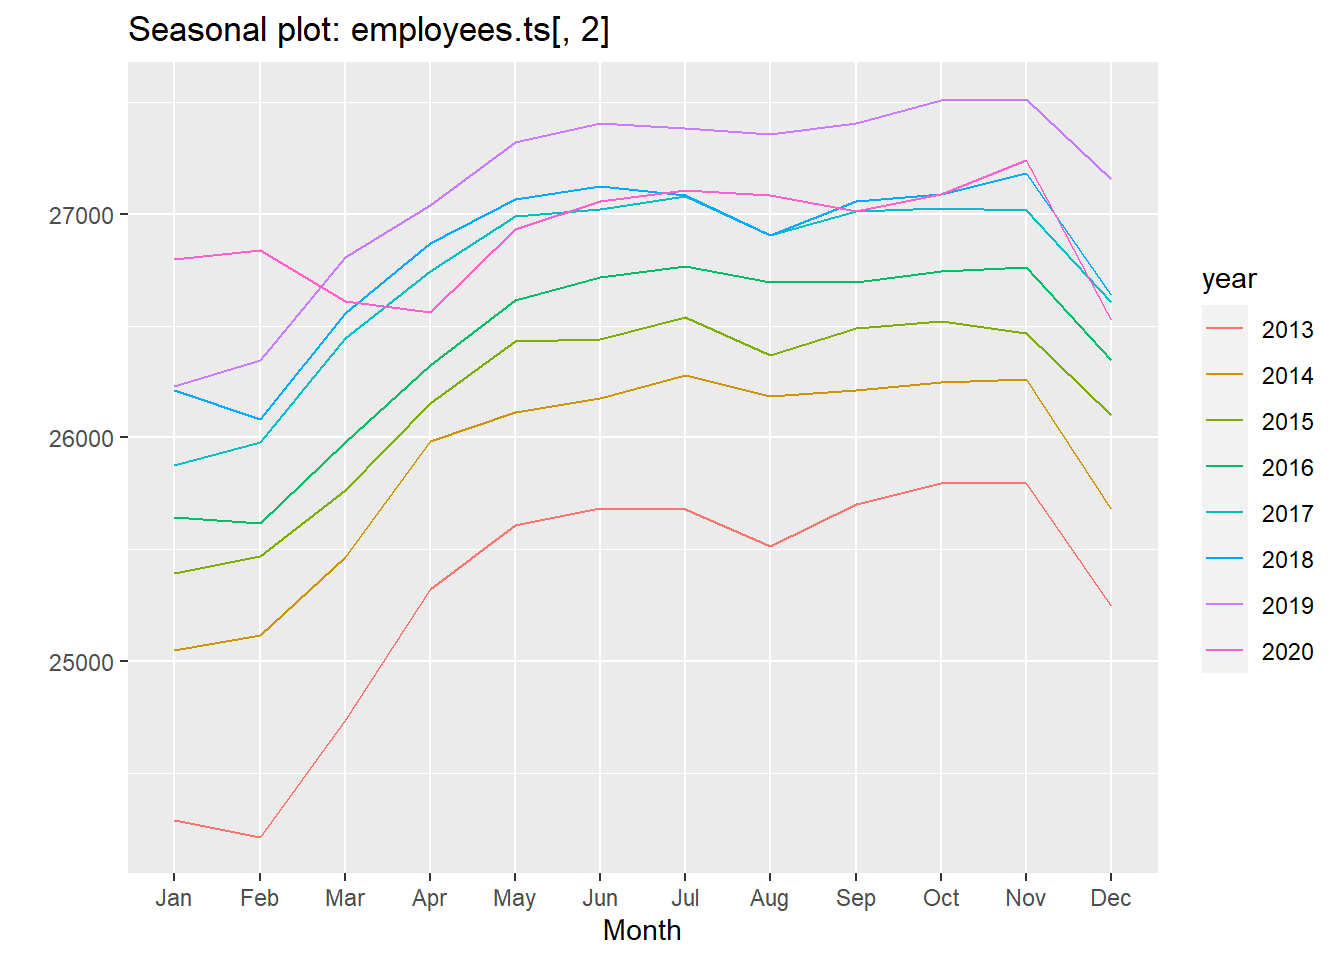 Seasonal plot: employees.ts[, 2]
27000
26000
25000
Jan Feb Mar Apr May Jun Jul Aug Sep Oct Nov Dec
Month
year
2013
2014
2015
2016
2017
2018
2019
2020